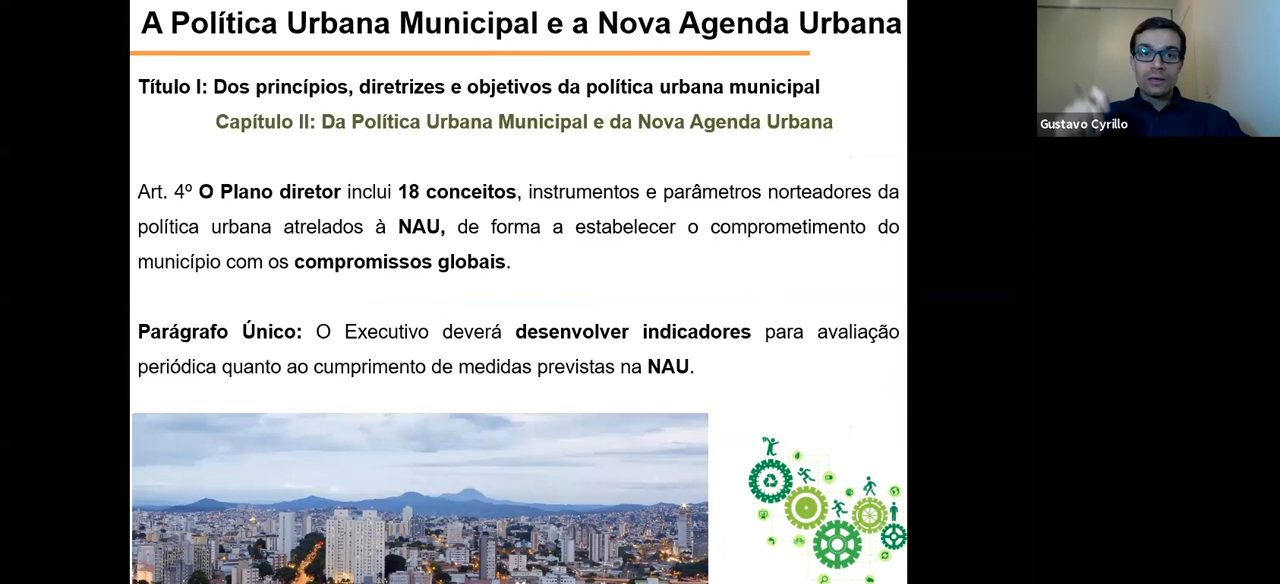 A Política Urbana Municipal e a Nova Agenda Urbana
Título I: Dos princípios, diretrizes e objetivos da política urbana municipal
Capítulo II: Da Política Urbana Municipal e da Nova Agenda Urbana
Art. 4º O Plano diretor inclui 18 conceitos, instrumentos e parâmetros norteadores da
política urbana atrelados à NAU, de forma a estabelecer o comprometimento do
município com os compromissos globais.
Parágrafo Único: O Executivo deverá desenvolver indicadores para avaliação
periódica quanto ao cumprimento de medidas previstas na NAU.
Gustavo Cyrillo